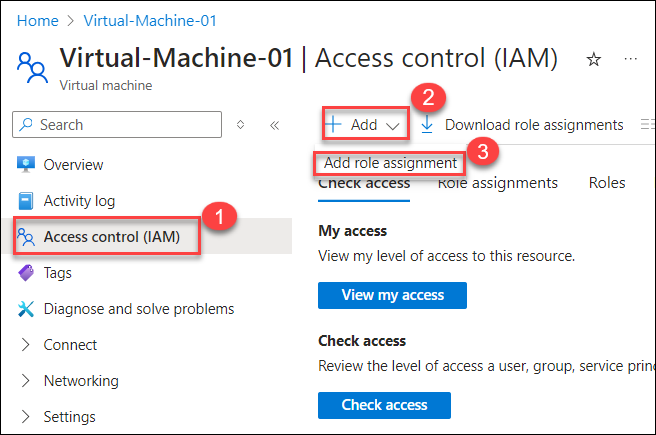 Home > Virtual-Machine-01 >
Virtual-Machine-01 | Access control (IAM) ☆ ...
Virtual machine
Search
Overview
Activity log
1
Access control (IAM)
Tags
Diagnose and solve problems
> Connect
> Networking
> Settings
2
+ Add
Download role assignments
3
Add role assignment
Check access Role assignments Roles
My access
View my level of access to this resource.
View my access
Check access
Review the level of access a user, group, service princ
Check access